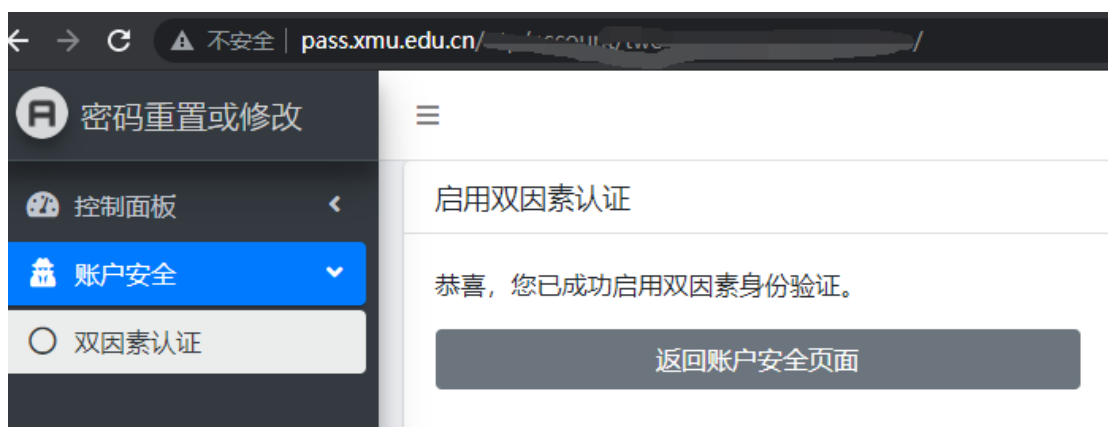 不安全 | pass.xmu.edu.cn/
密码重置或修改
控制面板
账户安全
双因素认证
启用双因素认证
恭喜，您已成功启用双因素身份验证。
返回账户安全页面